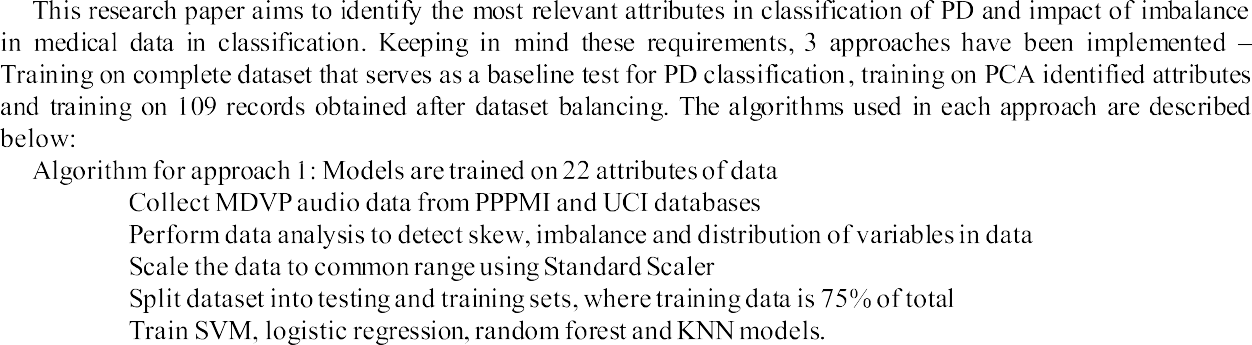 This research paper aims to identify the most relevant attributes in classification of PD and impact of imbalance
in medical data in classification. Keeping in mind these requirements, 3 approaches have been implemented –
Training on complete dataset that serves as a baseline test for PD classification, training on PCA identified attributes
and training on 109 records obtained after dataset balancing. The algorithms used in each approach are described
below:
Algorithm for approach 1: Models are trained on 22 attributes of data
Collect MDVP audio data from PPPMI and UCI databases
Perform data analysis to detect skew, imbalance and distribution of variables in data
Scale the data to common range using Standard Scaler
Split dataset into testing and training sets, where training data is 75% of total
Train SVM, logistic regression, random forest and KNN models.